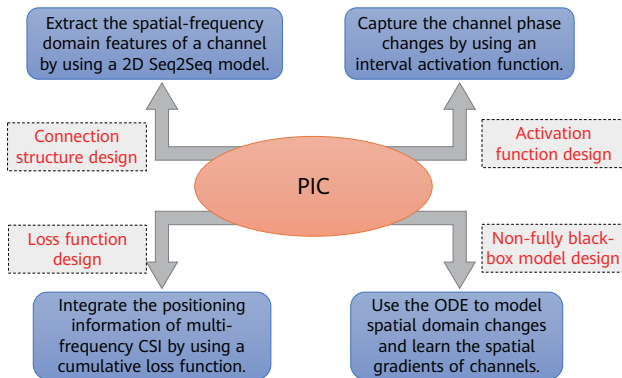 Extract the spatial-frequency
domain features of a channel
by using a 2D Seq2Seq model.
Capture the channel phase
changes by using an
interval activation function.
Connection
structure design
Activation
function design
PIC
Loss function
design
Non-fully black-
box model design
Integrate the positioning
information of multi-
frequency CSI by using a
cumulative loss function.
Use the ODE to model
spatial domain changes
and learn the spatial
gradients of channels.